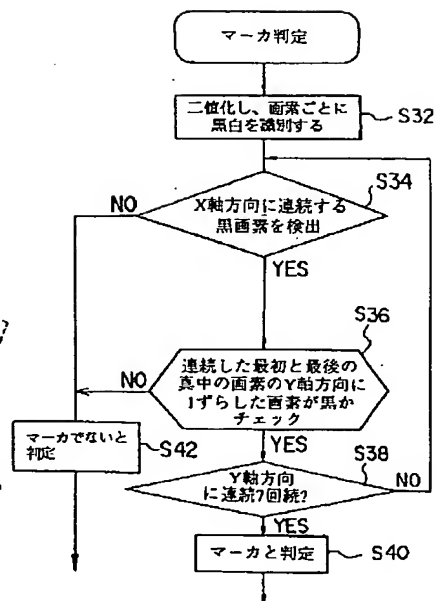 マーカ判定
二値化し、画素ごとに
黒白を識別する
S32
S34
NO
X軸方向に連続する
黒画素を検出
YES
S36
連続した最初と最後の
真中の画素のY軸方向に
1ずらした画素が黒か
チェック
NO
YES
マーカでないと
判定
S42
S38
Y軸方向
に連続7回続?
NO
YES
マーカと判定
S40